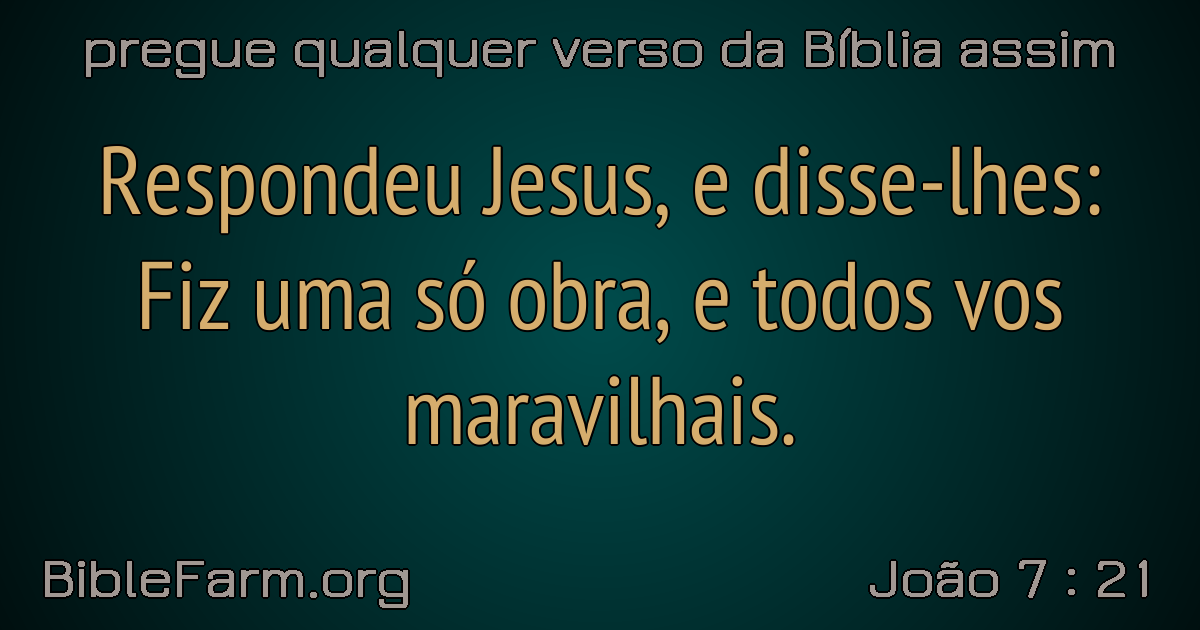 pregue qualquer verso da Bíblia assim
Respondeu Jesus, e disse-lhes:
Fiz uma só obra, e todos vos
maravilhais.
BibleFarm.org
João 7 : 21